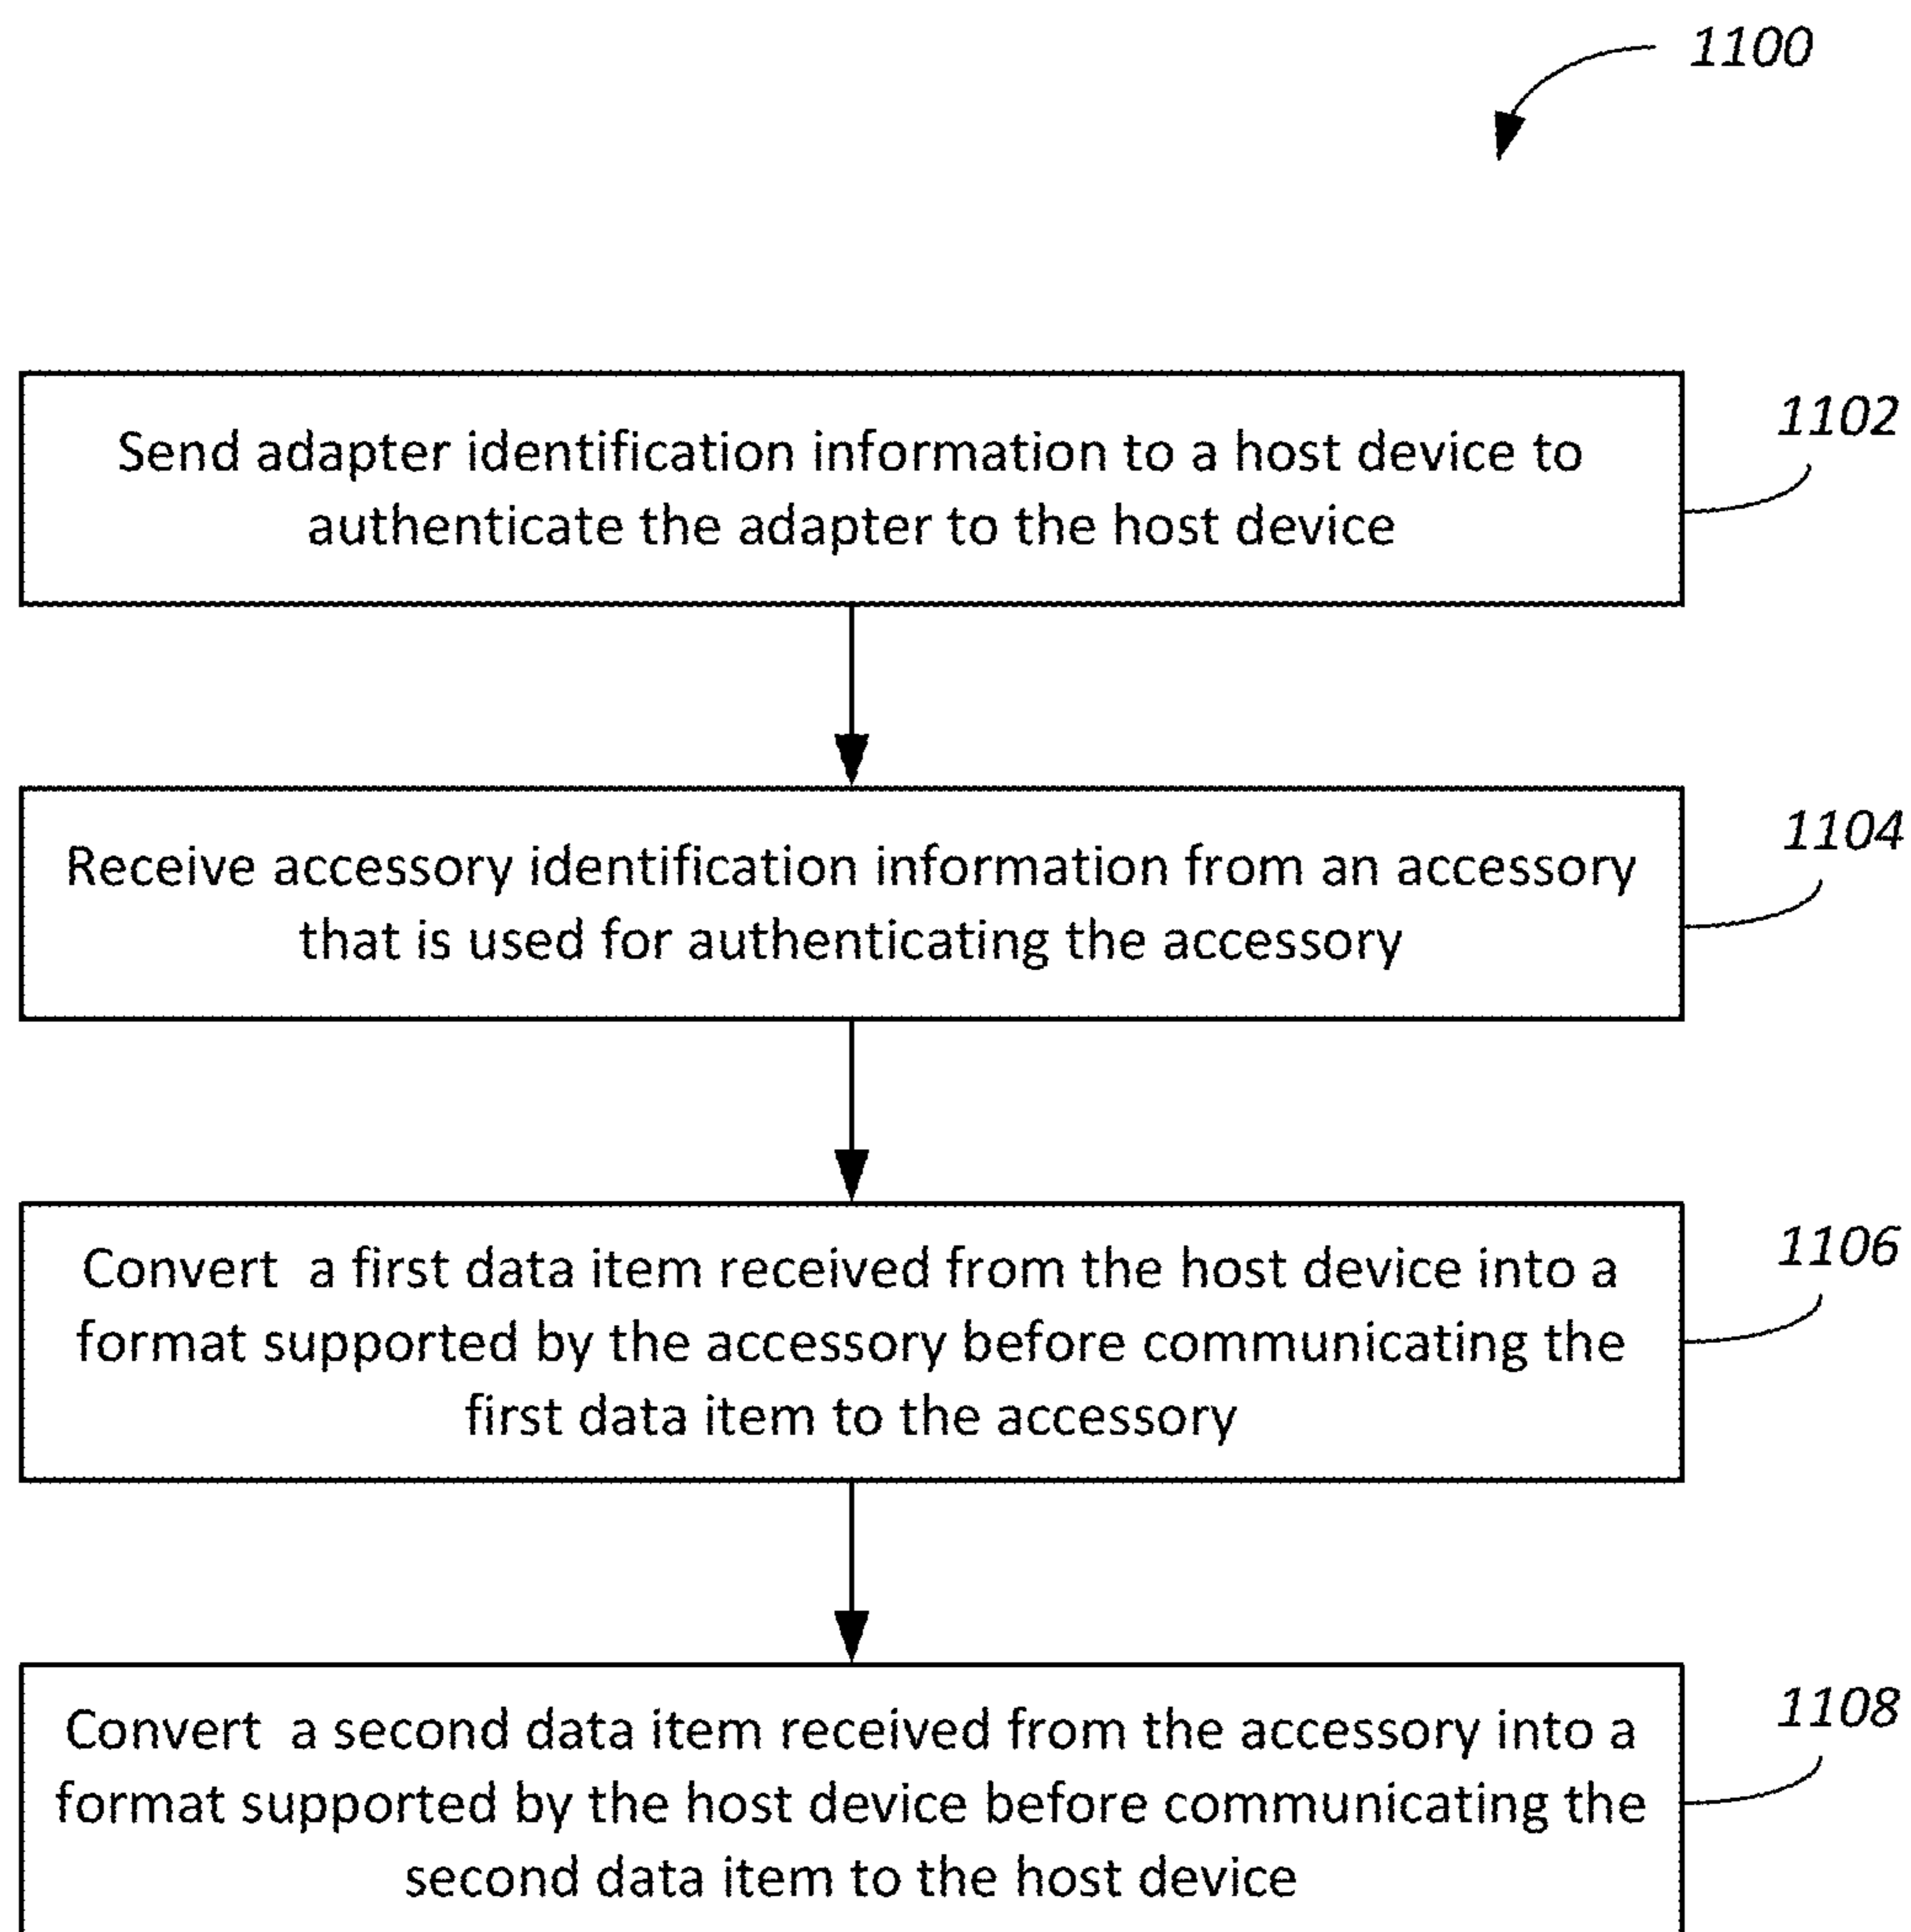 1100
Send adapter identification information to a host device to
authenticate the adapter to the host device
1102
Receive accessory identification information from an accessory
that is used for authenticating the accessory
1104
Convert a first data item received from the host device into a
format supported by the accessory before communicating the
first data item to the accessory
1106
Convert a second data item received from the accessory into a
format supported by the host device before communicating the
second data item to the host device
1108